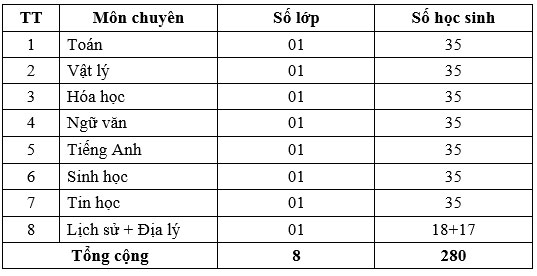 TT Môn chuyên Số lớp Số học sinh
1 Toán 01 35
2 Vật lý 01 35
3 Hóa học 01 35
4 Ngữ văn 01 35
5 Tiếng Anh 01 35
6 Sinh học 01 35
7 Tin học 01 35
8 Lịch sử + Địa lý 01 18+17
Tổng cộng 8 280